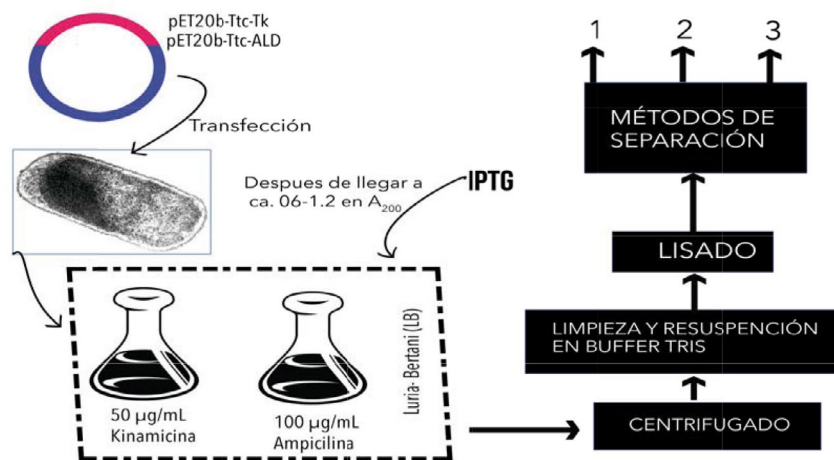 pET20b-Ttc-Tk
pET20b-Ttc-ALD
Transfección
Despues de llegar a
ca. 06-1.2 en A200
IPTG
50 µg/mL
Kinamicina
100 µg/mL
Ampicilina
Luria- Bertani (LB)
1 2 3
MÉTODOS DE
SEPARACIÓN
LISADO
LIMPIEZA Y RESUSPENCIÓN
EN BUFFER TRIS
CENTRIFUGADO